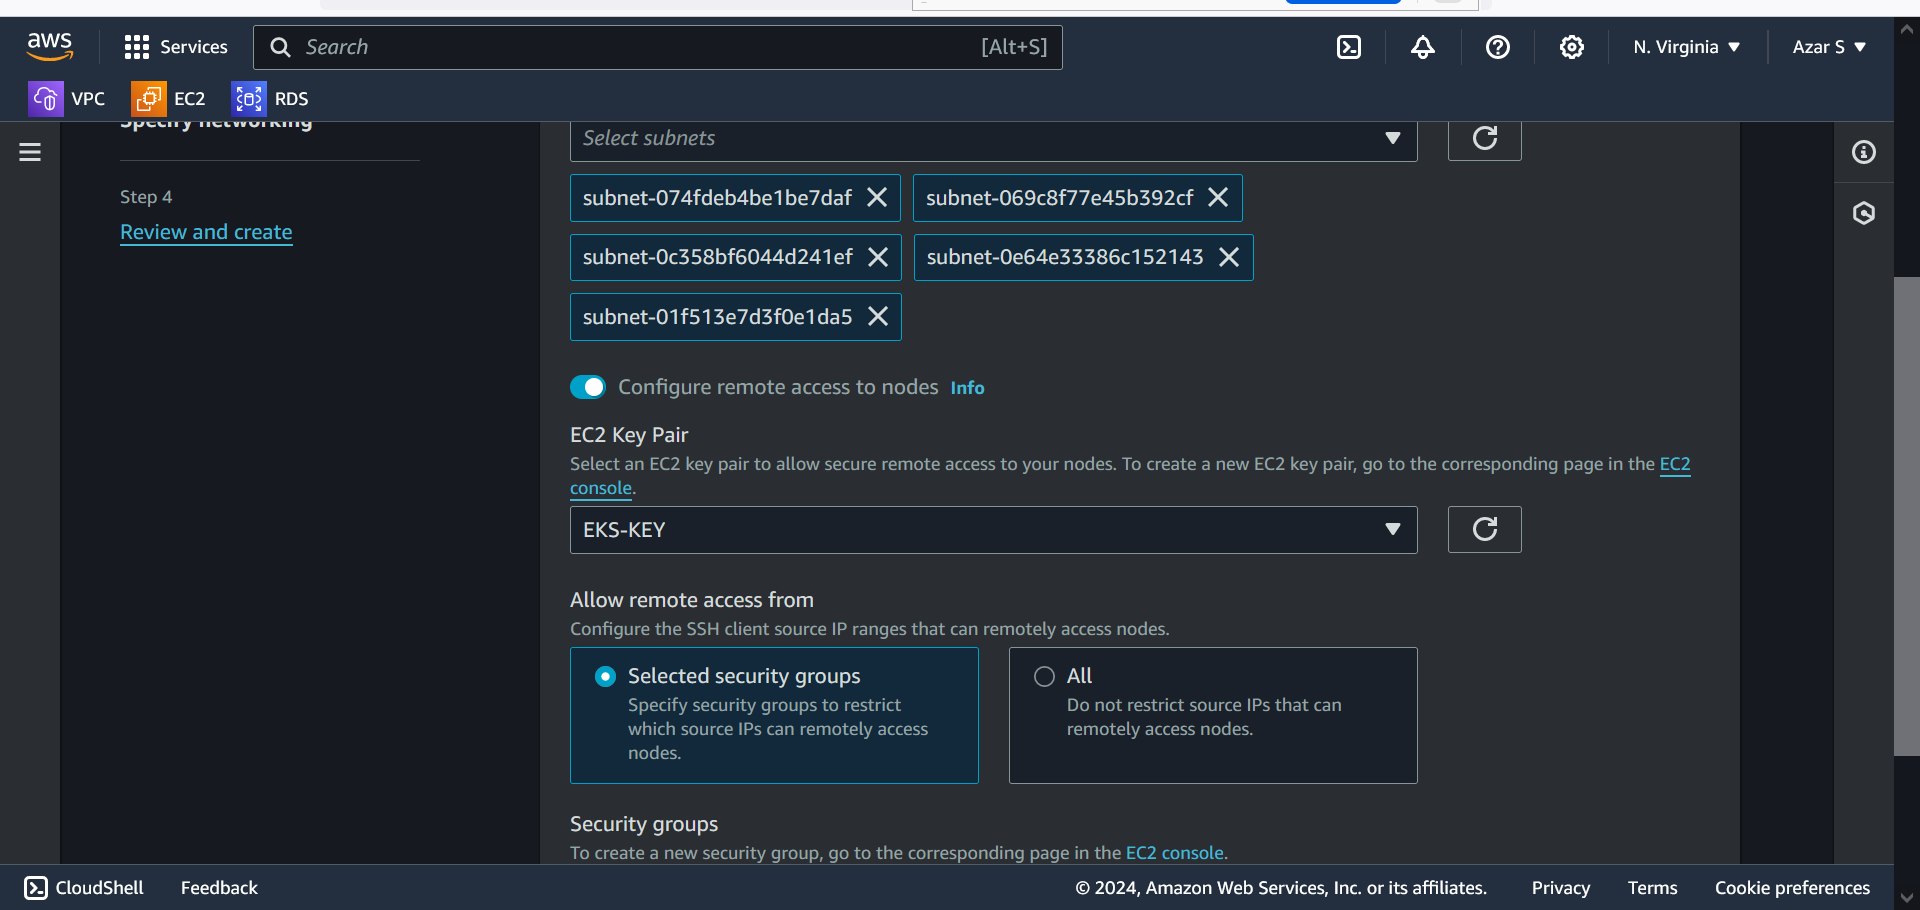 aws
Services
Search
[Alt+S]
N. Virginia
Azar S
VPC
EC2
RDS
Specify networking
Step 4
Review and create
Select subnets
subnet-074fdeb4be1be7daf
subnet-069c8f77e45b392cf
subnet-0c358bf6044d241ef
subnet-0e64e33386c152143
subnet-01f513e7d3f0e1da5
Configure remote access to nodes Info
EC2 Key Pair
Select an EC2 key pair to allow secure remote access to your nodes. To create a new EC2 key pair, go to the corresponding page in the EC2
console.
EKS-KEY
Allow remote access from
Configure the SSH client source IP ranges that can remotely access nodes.
Selected security groups
Specify security groups to restrict
which source IPs can remotely access
nodes.
All
Do not restrict source IPs that can
remotely access nodes.
Security groups
To create a new security group, go to the corresponding page in the EC2 console.
CloudShell
Feedback
© 2024, Amazon Web Services, Inc. or its affiliates.
Privacy
Terms
Cookie preferences